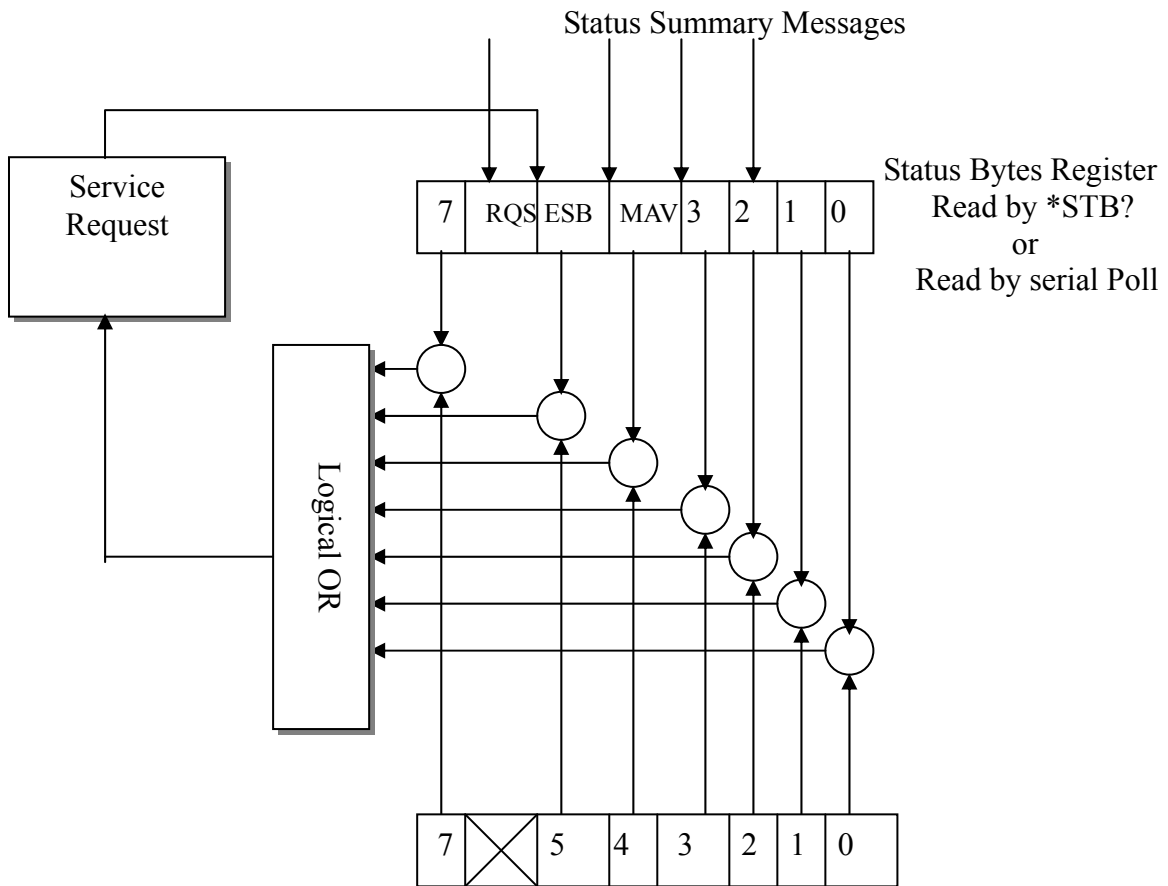 Status Summary Messages
Service
Request
7 RQS ESB MAV 3 2 1 0
Status Bytes Register
Read by *STB?
or
Read by serial Poll
Logical OR
7 5 4 3 2 1 0